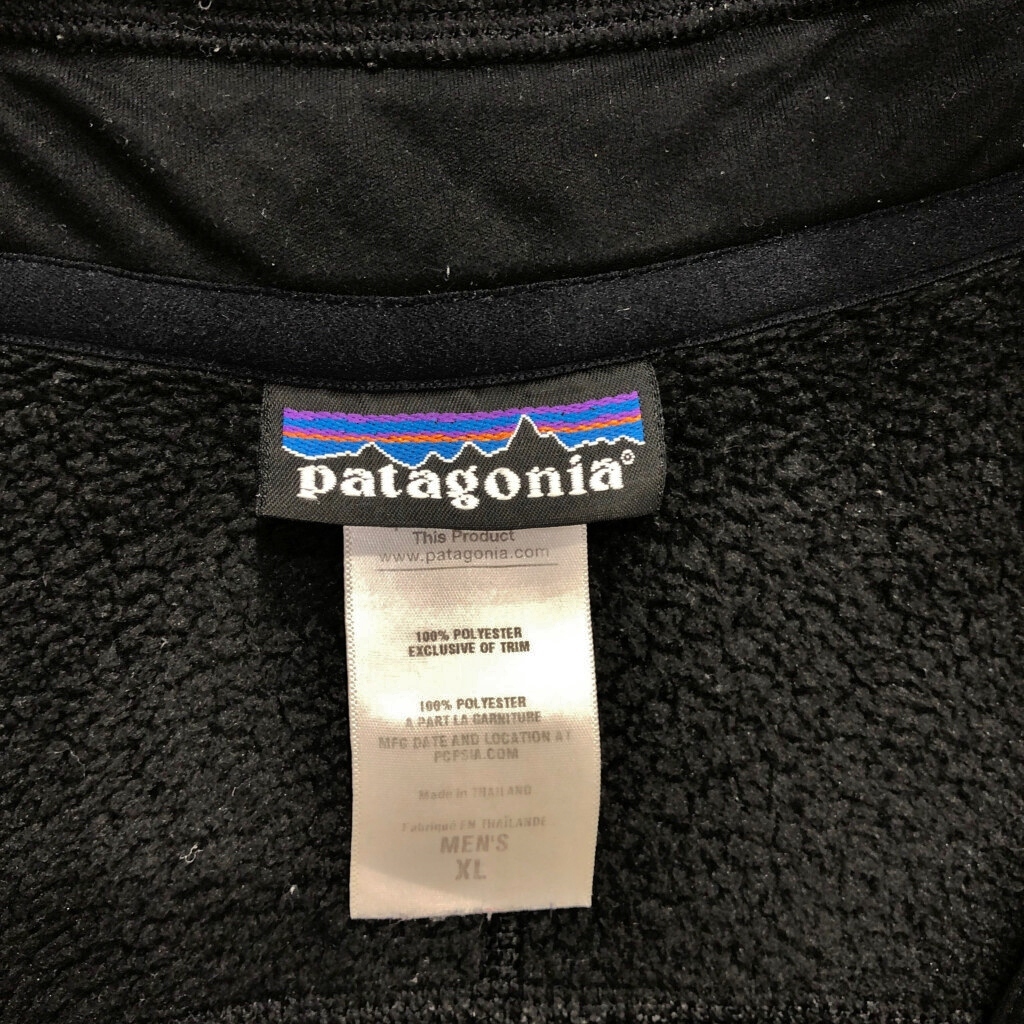 patagonia®
This Product
www.patagonia.com
100% POLYESTER
EXCLUSIVE OF TRIM
100% POLYESTER
A PART LA GARNITURE
MFG DATE AND LOCATION AT
PCPSIA.COM
Made in THAILAND
Fabriqué EN THAÏLANDE
MEN'S
XL